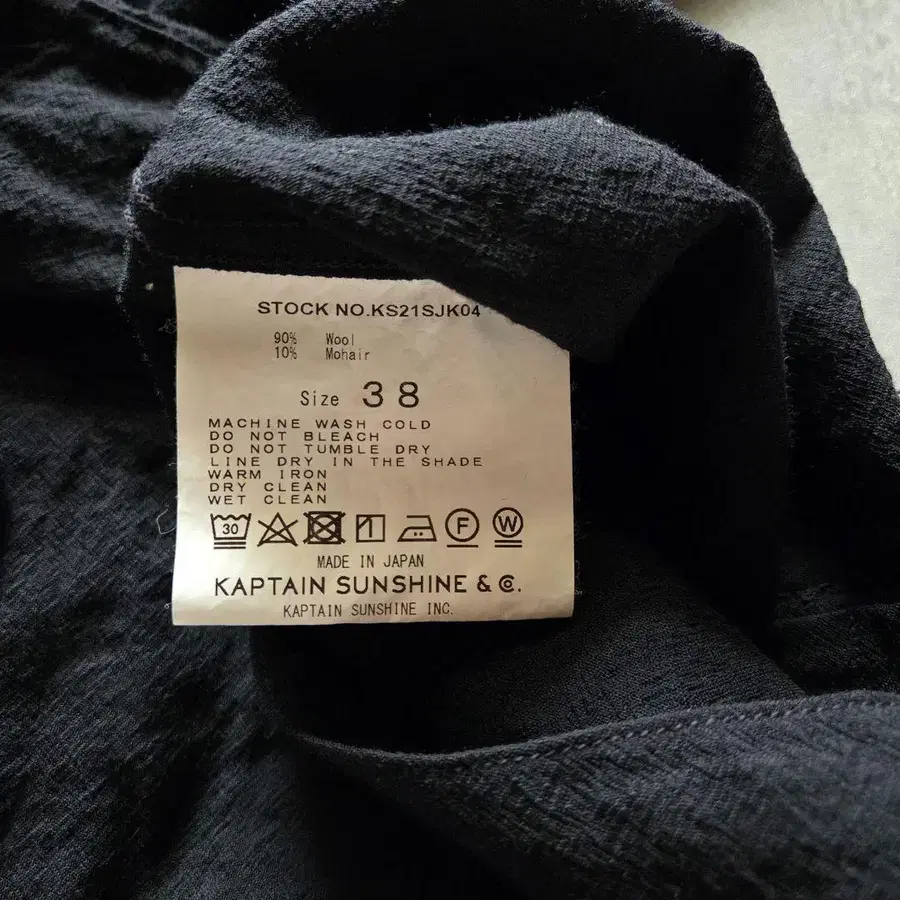 STOCK NO.KS21SJK04
90% Wool
10% Mohair
Size 38
MACHINE WASH COLD
DO NOT BLEACH
DO NOT TUMBLE DRY
LINE DRY IN THE SHADE
WARM IRON
DRY CLEAN
WET CLEAN
30 F W
MADE IN JAPAN
KAPTAIN SUNSHINE & Co.
KAPTAIN SUNSHINE INC.